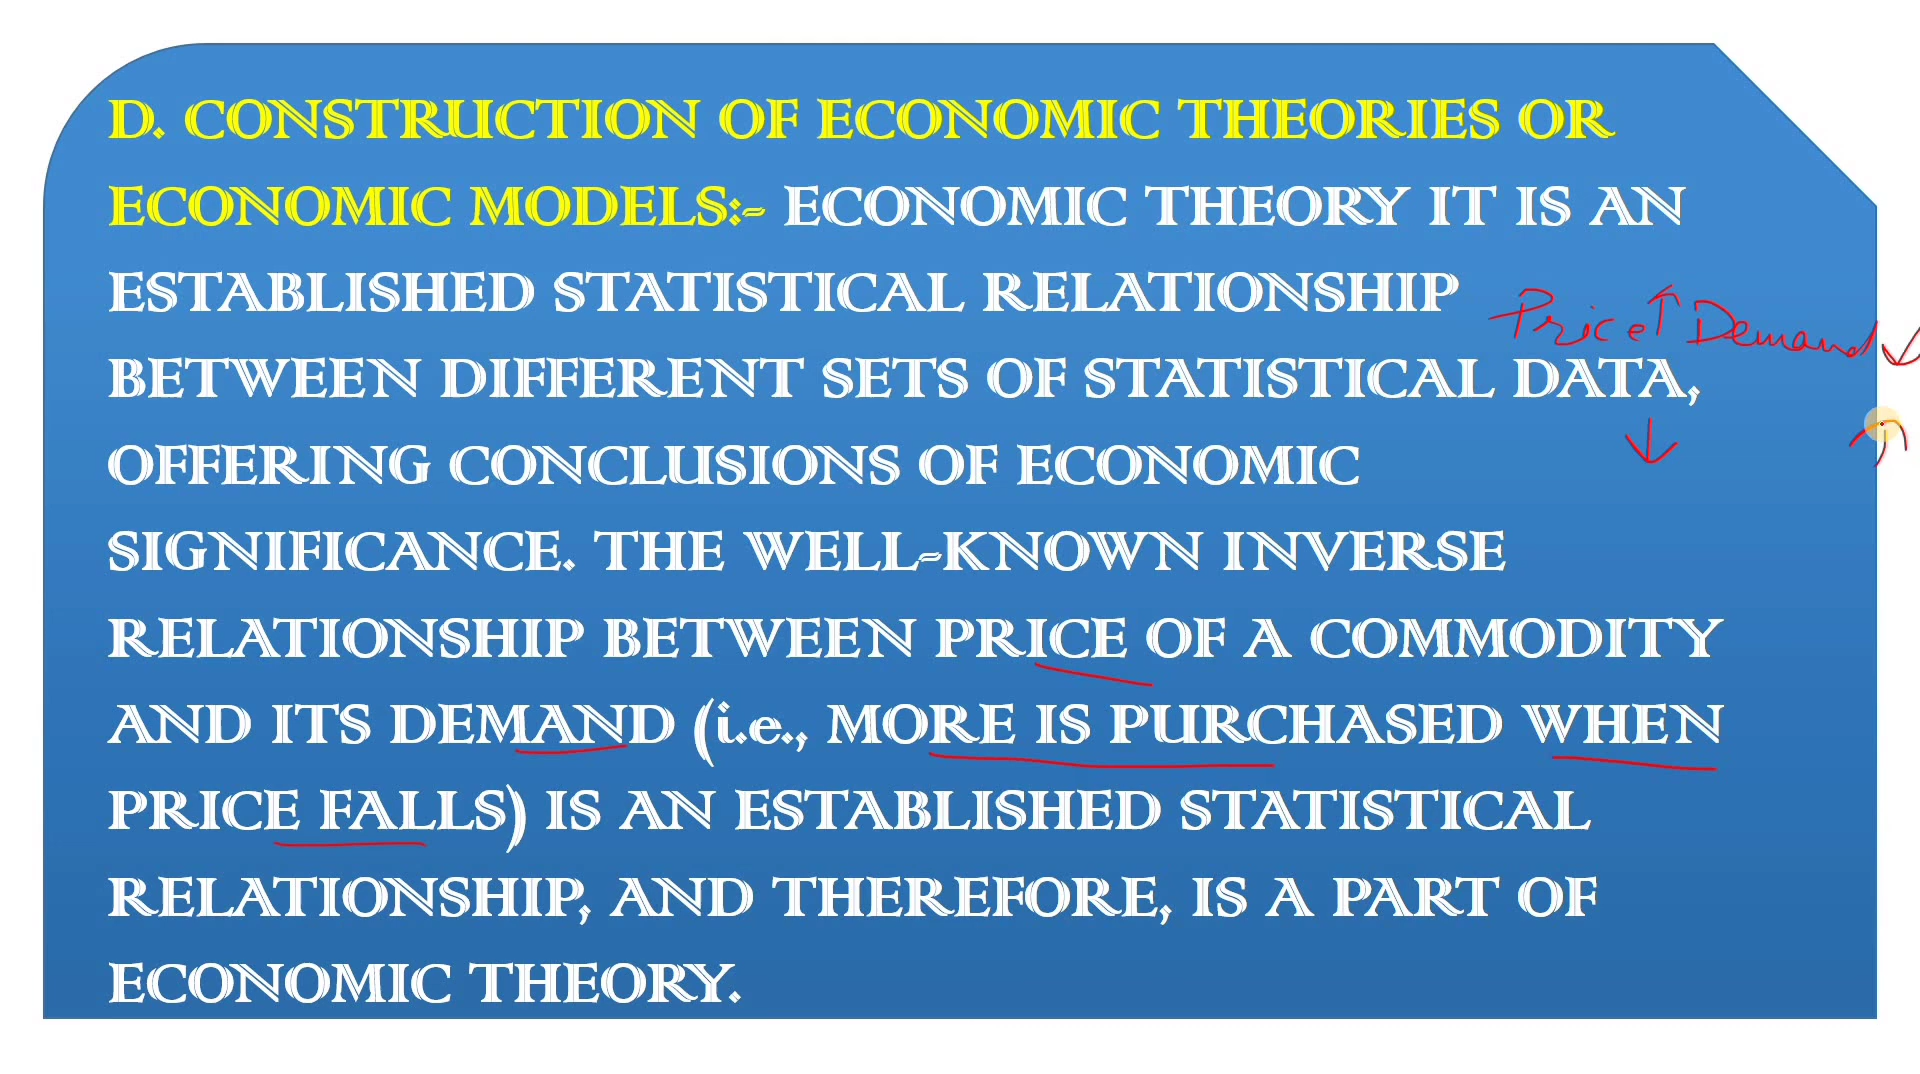 D. CONSTRUCTION OF ECONOMIC THEORIES OR
ECONOMIC MODELS:- ECONOMIC THEORY IT IS AN
ESTABLISHED STATISTICAL RELATIONSHIP
Price↑ Demand↓
BETWEEN DIFFERENT SETS OF STATISTICAL DATA,
↓ ↑
OFFERING CONCLUSIONS OF ECONOMIC
SIGNIFICANCE. THE WELL-KNOWN INVERSE
RELATIONSHIP BETWEEN PRICE OF A COMMODITY
AND ITS DEMAND (i.e., MORE IS PURCHASED WHEN
PRICE FALLS) IS AN ESTABLISHED STATISTICAL
RELATIONSHIP, AND THEREFORE, IS A PART OF
ECONOMIC THEORY.